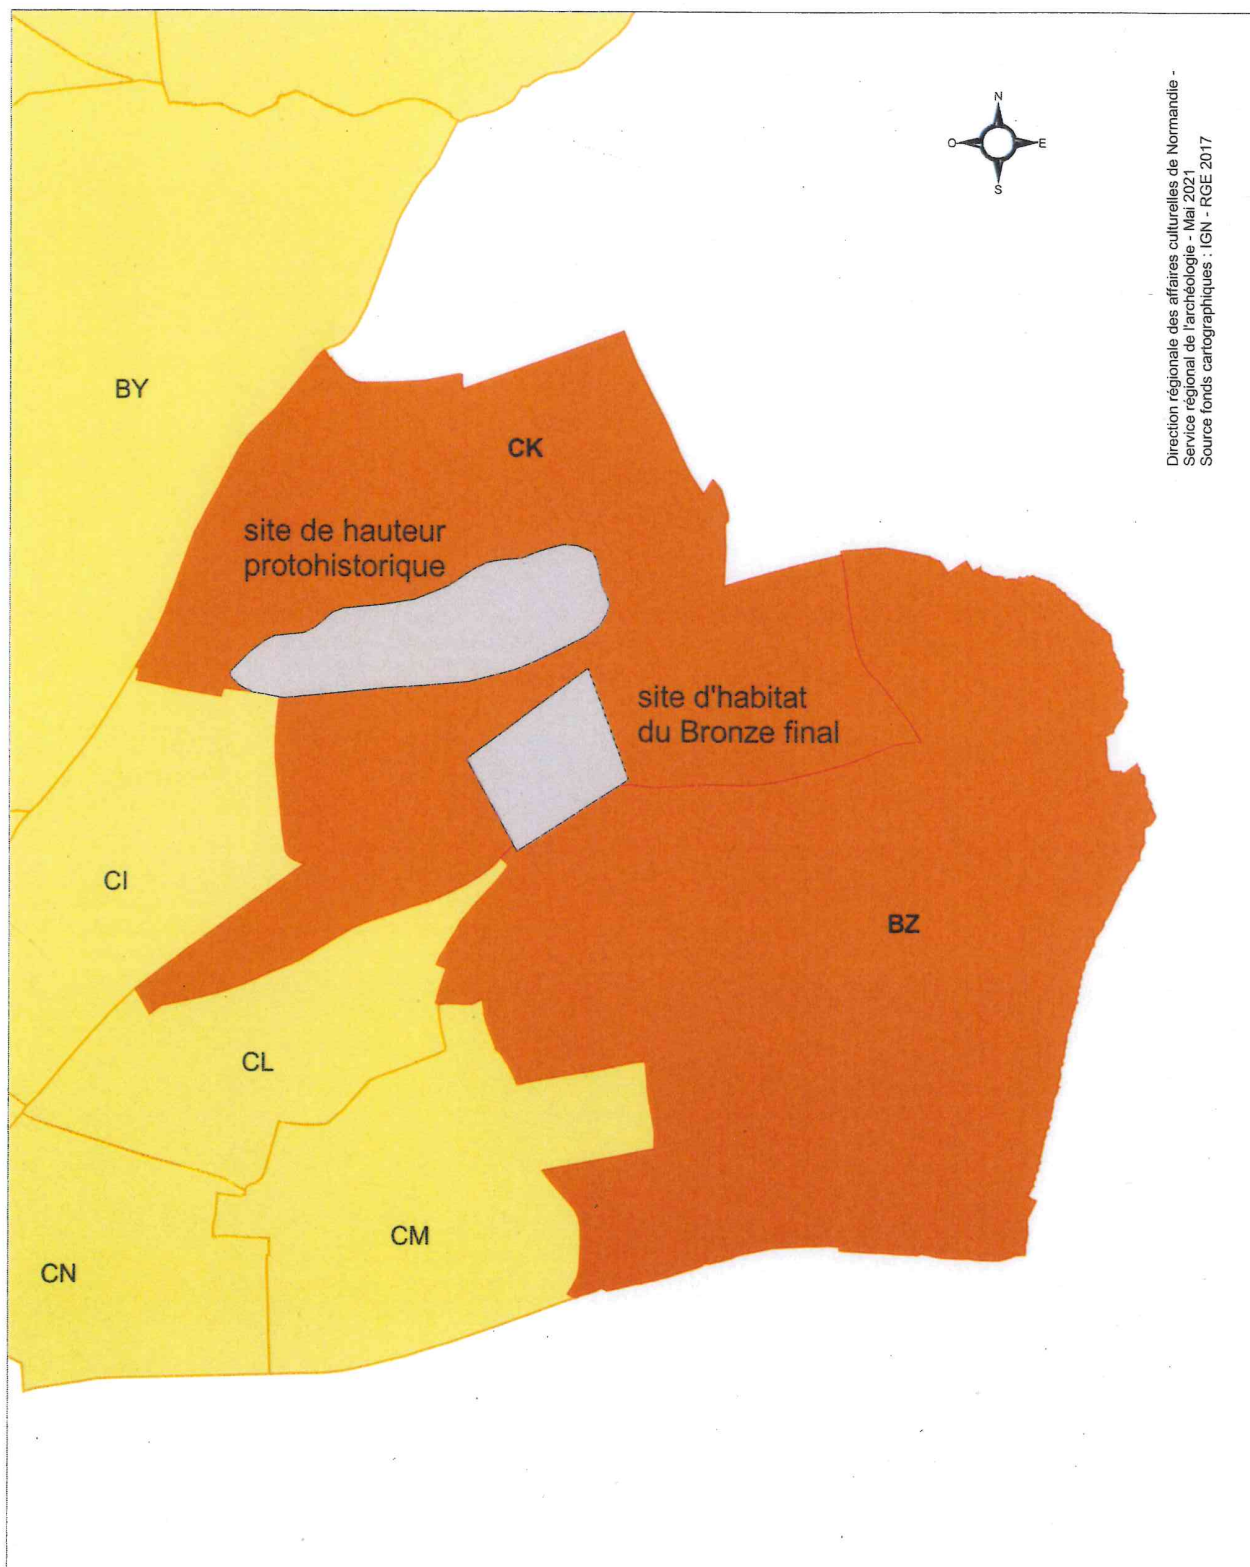 N
O
E
S
Direction régionale des affaires culturelles de Normandie -
Service régional de l'archéologie - Mai 2021
Source fonds cartographiques : IGN - RGE 2017
BY
CK
site de hauteur
protohistorique
site d'habitat
du Bronze final
CI
BZ
CL
CM
CN